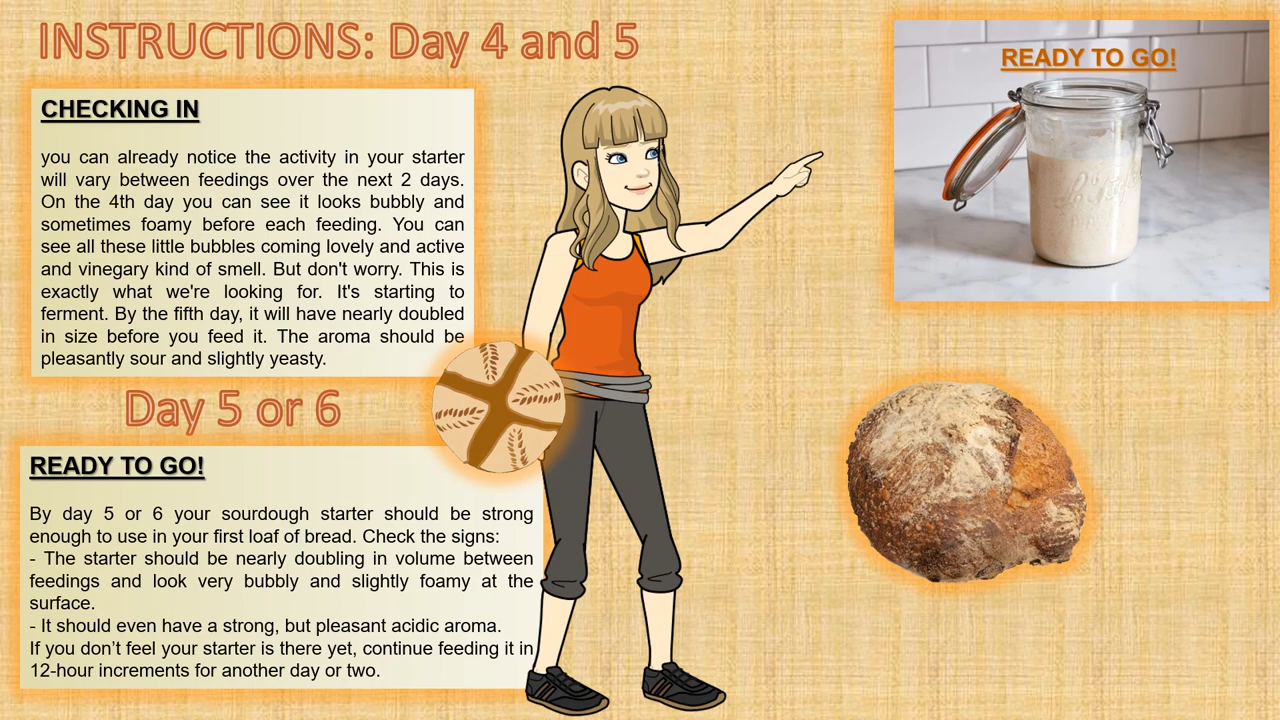 INSTRUCTIONS: Day 4 and 5
CHECKING IN
you can already notice the activity in your starter
will vary between feedings over the next 2 days.
On the 4th day you can see it looks bubbly and
sometimes foamy before each feeding. You can
see all these little bubbles coming lovely and active
and vinegary kind of smell. But don't worry. This is
exactly what we're looking for. It's starting to
ferment. By the fifth day, it will have nearly doubled
in size before you feed it. The aroma should be
pleasantly sour and slightly yeasty.
Day 5 or 6
READY TO GO!
By day 5 or 6 your sourdough starter should be strong
enough to use in your first loaf of bread. Check the signs:
- The starter should be nearly doubling in volume between
feedings and look very bubbly and slightly foamy at the
surface.
- It should even have a strong, but pleasant acidic aroma.
If you don’t feel your starter is there yet, continue feeding it in
12-hour increments for another day or two.
READY TO GO!